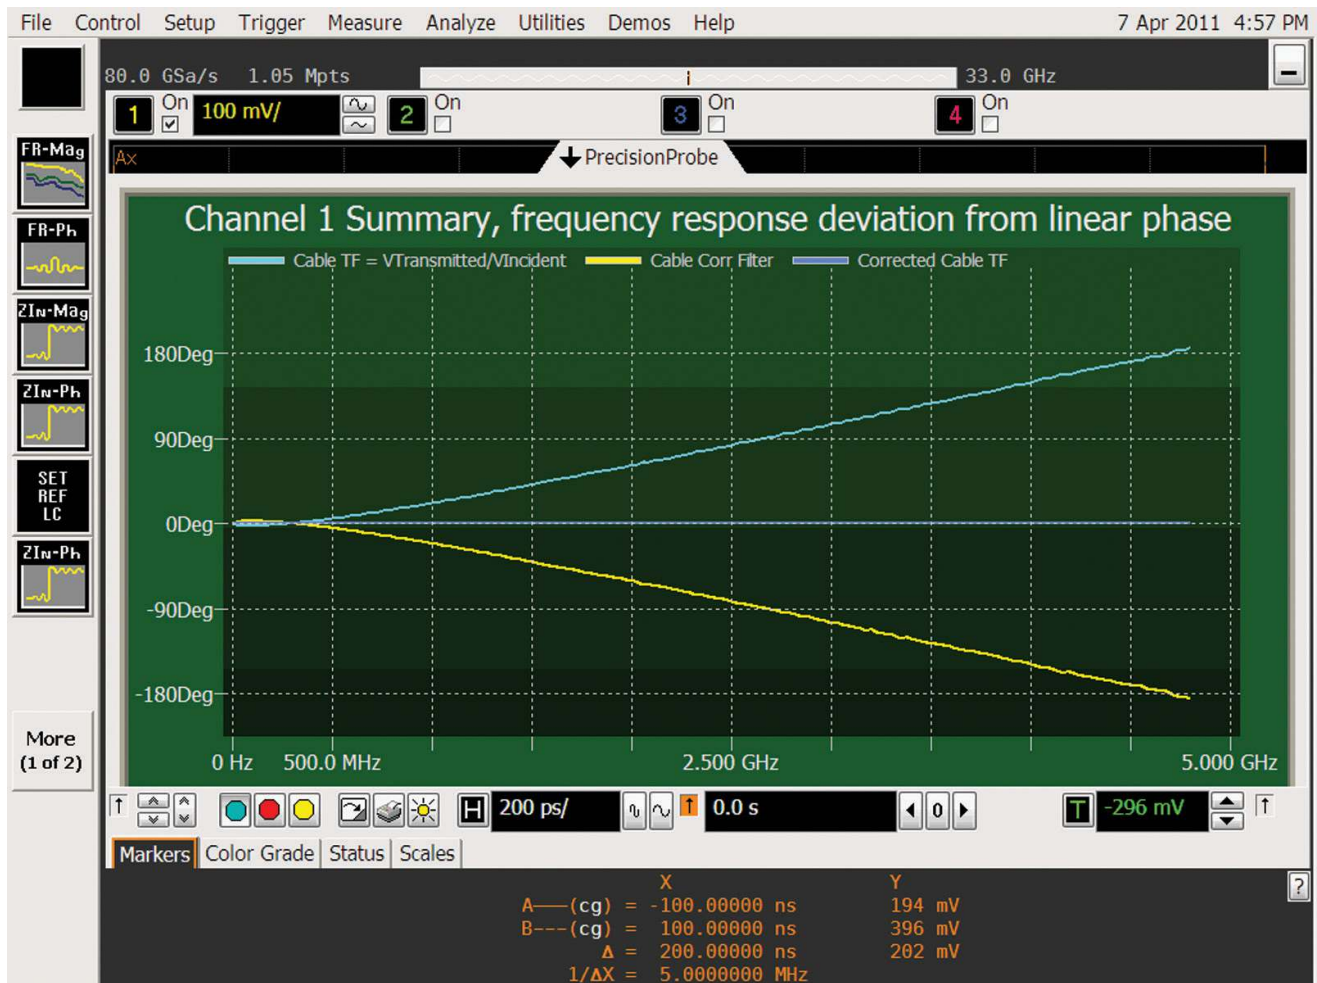 File Control Setup Trigger Measure Analyze Utilities Demos Help 7 Apr 2011 4:57 PM
80.0 GSa/s 1.05 Mpts 33.0 GHz
1 On 100 mV/ 2 On 3 On 4 On
Ax PrecisionProbe
FR-Mag
FR-Ph
ZIN-Mag
ZIN-Ph
SET
REF
LC
ZIN-Ph
More
(1 of 2)
Channel 1 Summary, frequency response deviation from linear phase
Cable TF = VTransmitted/VIncident Cable Corr Filter Corrected Cable TF
180Deg
90Deg
0Deg
-90Deg
-180Deg
0 Hz 500.0 MHz 2.500 GHz 5.000 GHz
H 200 ps/ 0.0 s 0 T -296 mV
Markers Color Grade Status Scales
X Y ?
A——(cg) = -100.00000 ns 194 mV
B---(cg) = 100.00000 ns 396 mV
Δ = 200.00000 ns 202 mV
1/ΔX = 5.0000000 MHz